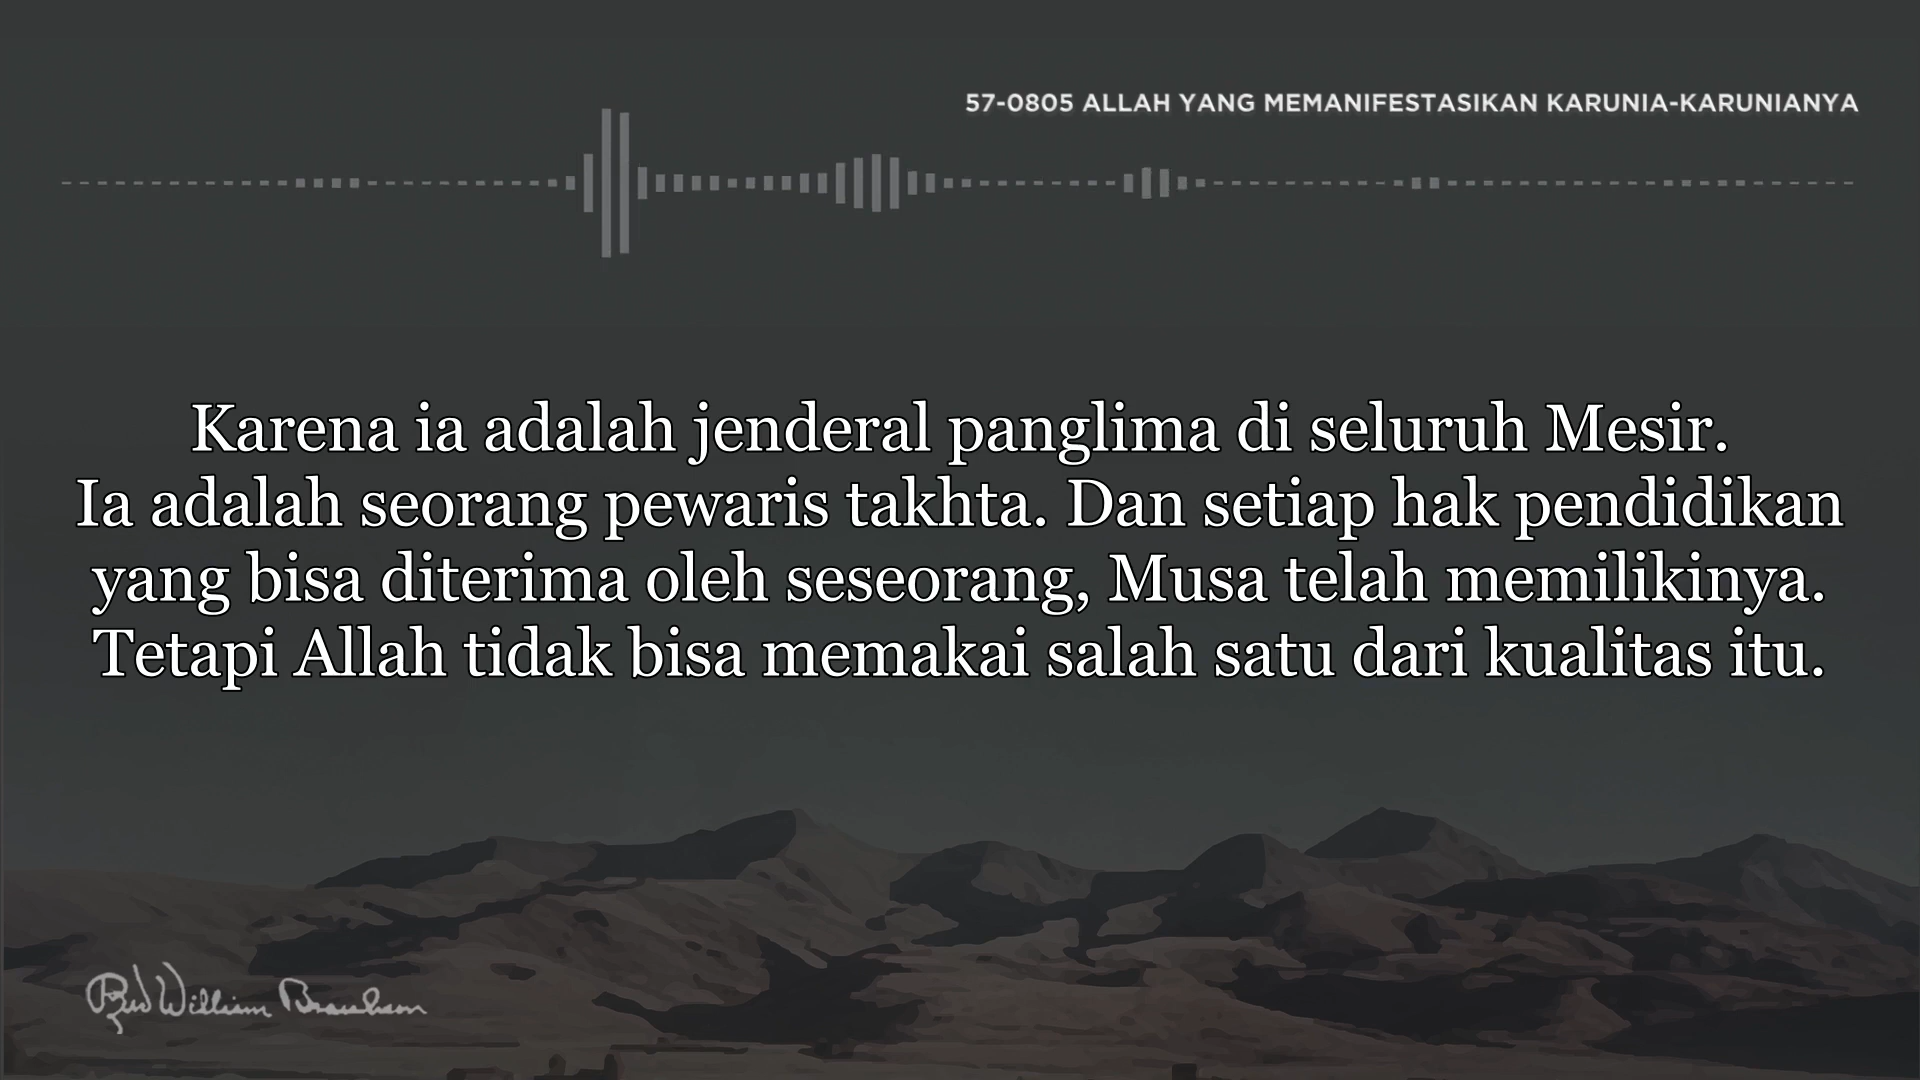 57-0805 ALLAH YANG MEMANIFESTASIKAN KARUNIA-KARUNIANYA
Karena ia adalah jenderal panglima di seluruh Mesir.
Ia adalah seorang pewaris takhta. Dan setiap hak pendidikan
yang bisa diterima oleh seseorang, Musa telah memilikinya.
Tetapi Allah tidak bisa memakai salah satu dari kualitas itu.
Rev William Branham